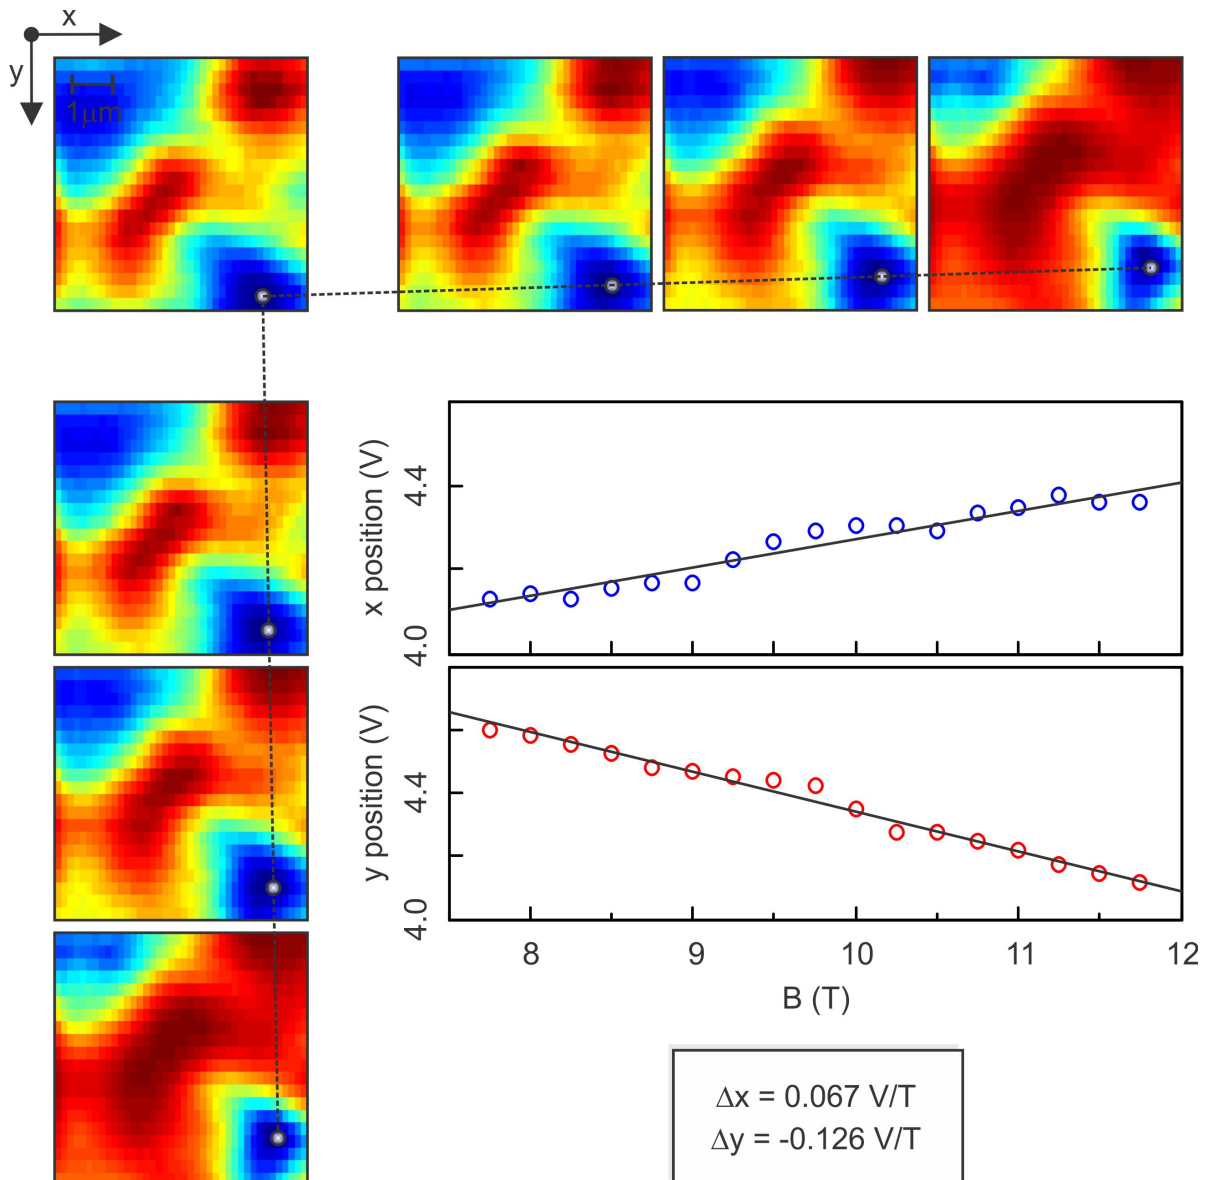 x
y
1μm
x position (V)
4.4
4.0
y position (V)
4.4
4.0
8 9 10 11 12
B (T)
Δx = 0.067 V/T
Δy = -0.126 V/T